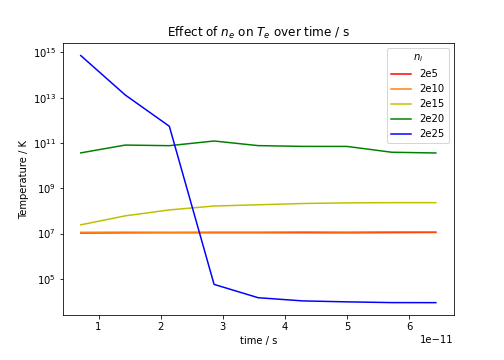 Effect of n_e on T_e over time / s
10^15
10^13
10^11
10^9
10^7
10^5
Temperature / K
n_i
2e5
2e10
2e15
2e20
2e25
1 2 3 4 5 6
1e−11
time / s